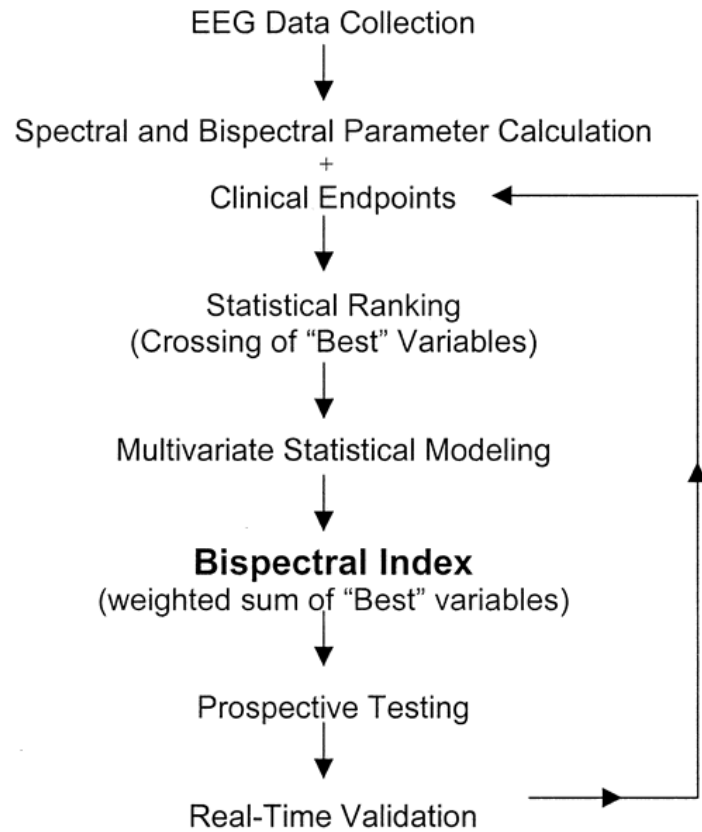 EEG Data Collection
Spectral and Bispectral Parameter Calculation
+
Clinical Endpoints
Statistical Ranking
(Crossing of “Best” Variables)
Multivariate Statistical Modeling
Bispectral Index
(weighted sum of “Best” variables)
Prospective Testing
Real-Time Validation